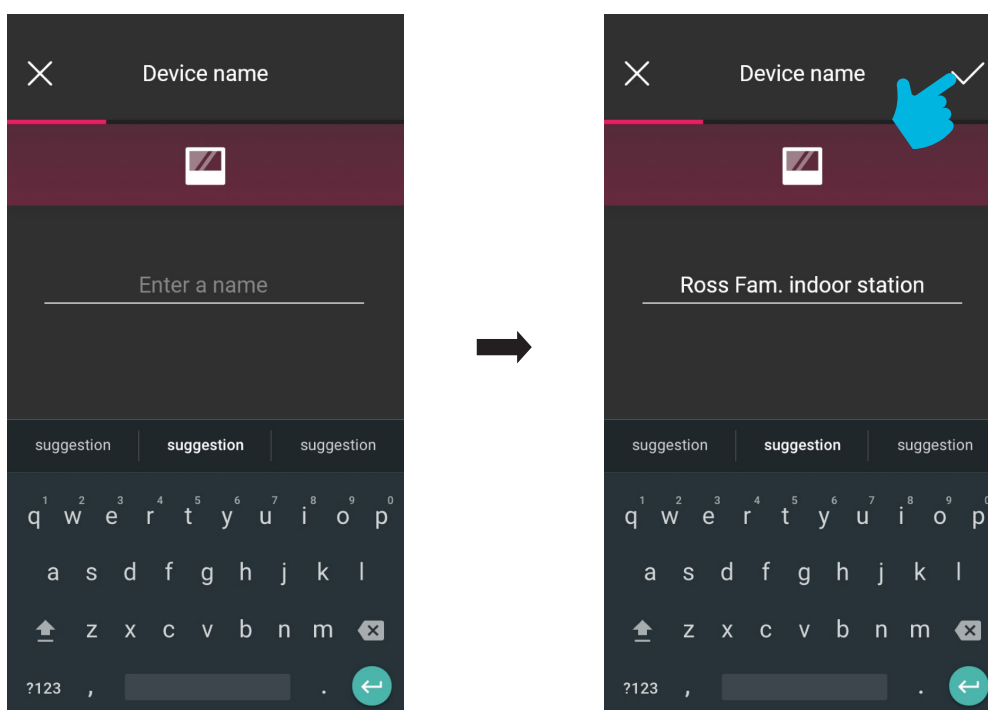 Device name
Enter a name
suggestion suggestion suggestion
1 2 3 4 5 6 7 8 9 0
q w e r t y u i o p
a s d f g h j k l
z x c v b n m
?123 , .
Device name
Ross Fam. indoor station
suggestion suggestion suggestion
1 2 3 4 5 6 7 8 9 0
q w e r t y u i o p
a s d f g h j k l
z x c v b n m
?123 , .